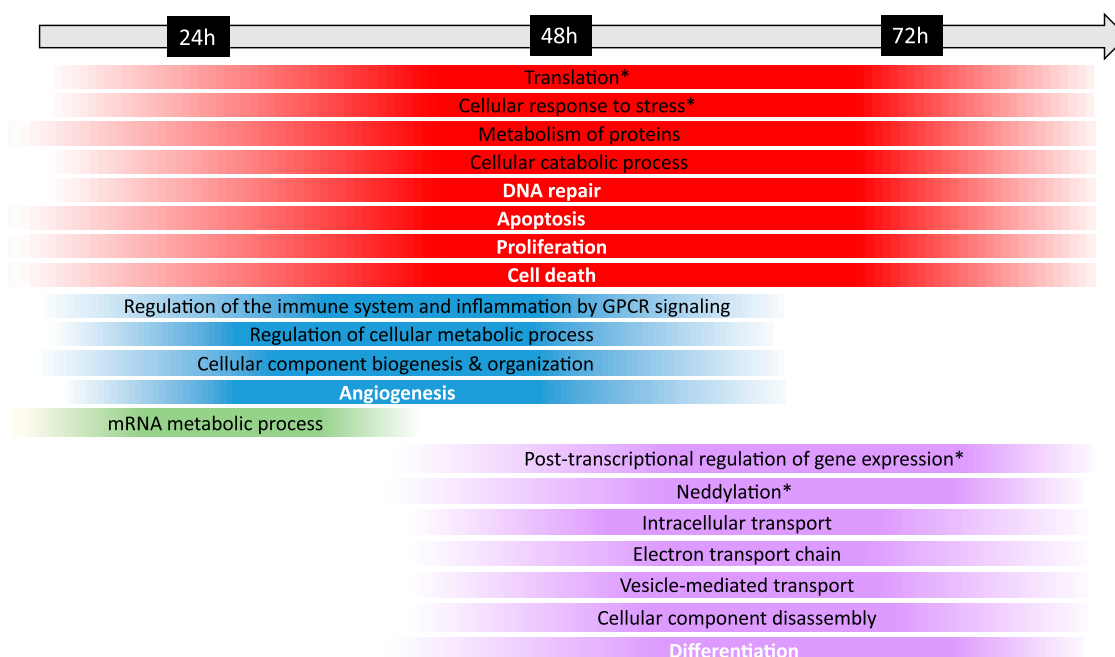 24h 48h 72h
Translation*
Cellular response to stress*
Metabolism of proteins
Cellular catabolic process
DNA repair
Apoptosis
Proliferation
Cell death
Regulation of the immune system and inflammation by GPCR signaling
Regulation of cellular metabolic process
Cellular component biogenesis & organization
Angiogenesis
mRNA metabolic process
Post-transcriptional regulation of gene expression*
Neddylation*
Intracellular transport
Electron transport chain
Vesicle-mediated transport
Cellular component disassembly
Differentiation